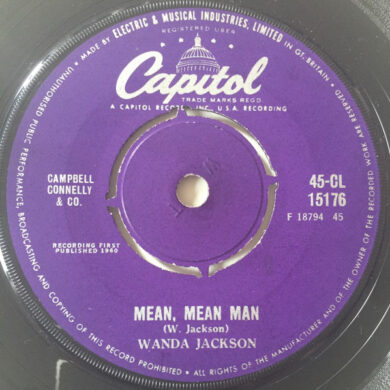 MADE BY ELECTRIC & MUSICAL INDUSTRIES, LIMITED IN GT. BRITAIN • ALL RIGHTS OF THE MANUFACTURER AND OF THE OWNER OF THE RECORDED WORK RESERVED • UNAUTHORISED PUBLIC PERFORMANCE, BROADCASTING AND COPYING OF THIS RECORD PROHIBITED •
REGISTERED USER
Capitol
TRADE MARKS REGD
A CAPITOL RECORDS, INC., U.S.A. RECORDING
CAMPBELL
CONNELLY
& CO.
45-CL
15176
F 18794 45
RECORDING FIRST
PUBLISHED 1960
MEAN, MEAN MAN
(W. Jackson)
WANDA JACKSON